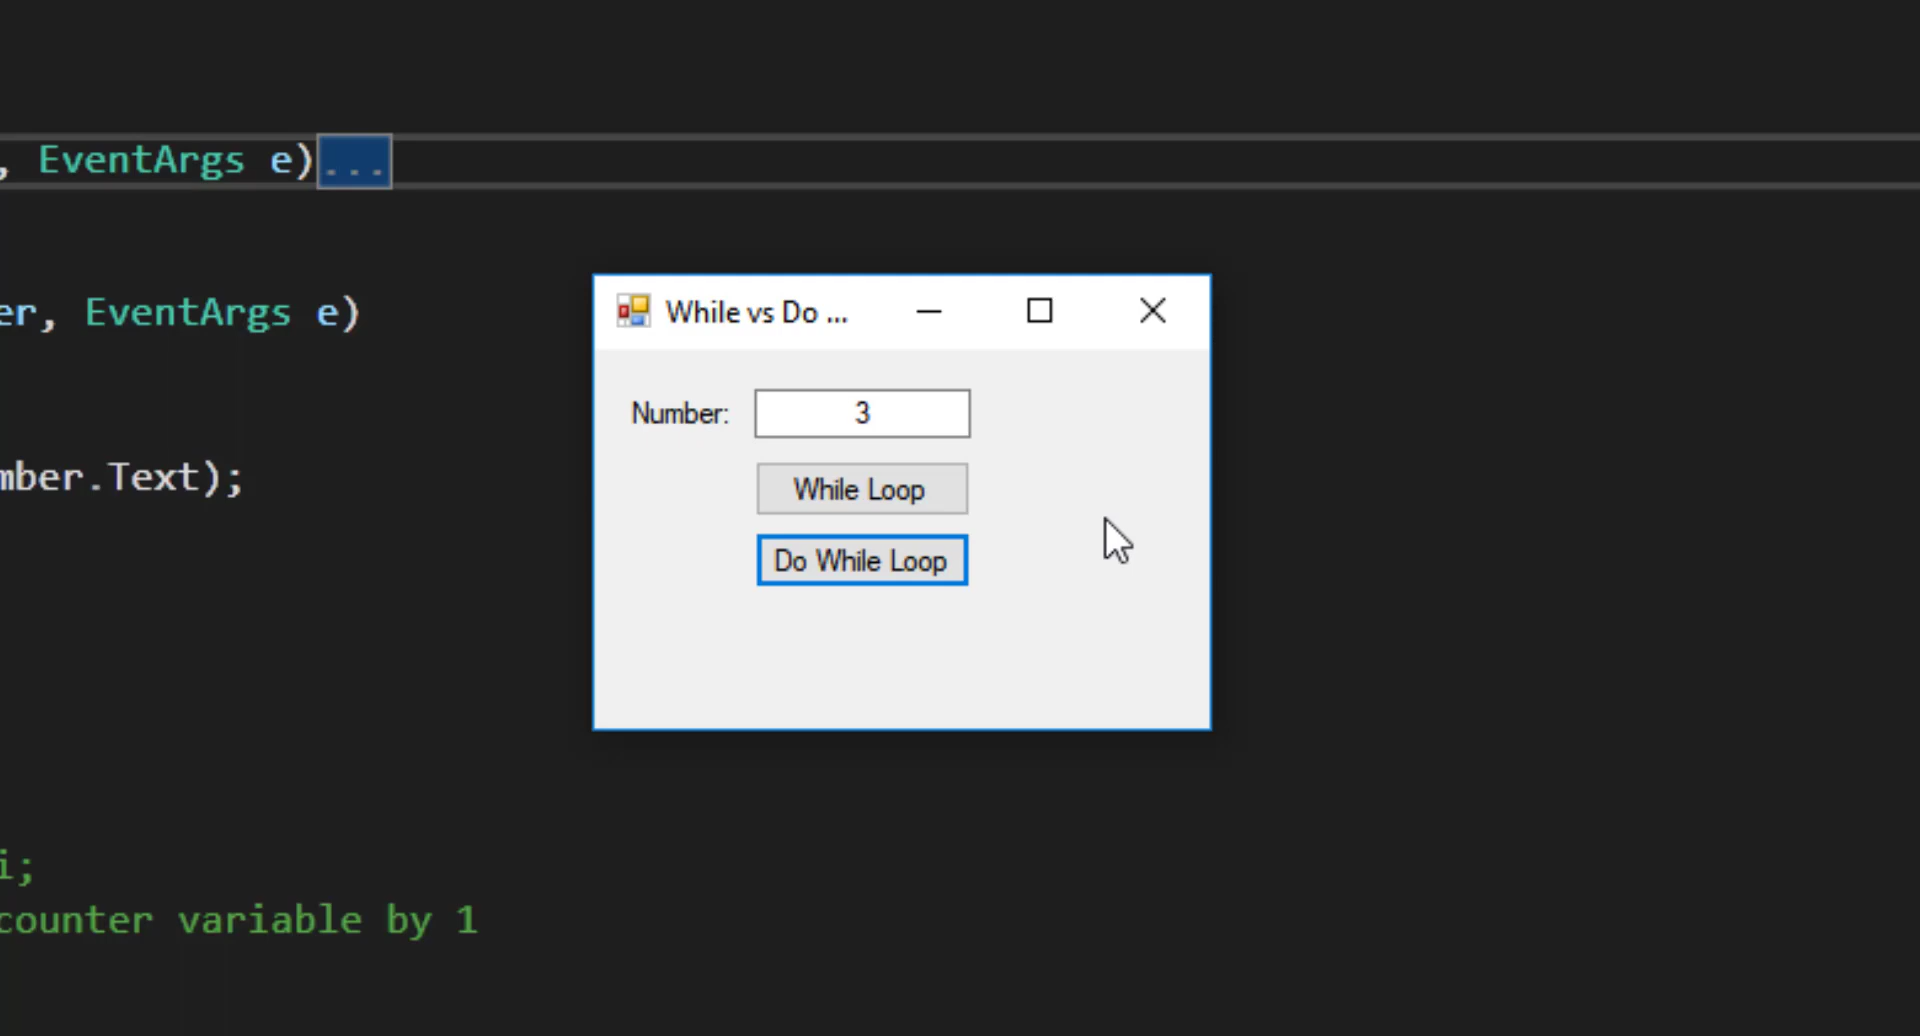 , EventArgs e)...
er, EventArgs e)
While vs Do ...
Number: 3
mber.Text);
While Loop
Do While Loop
i;
counter variable by 1